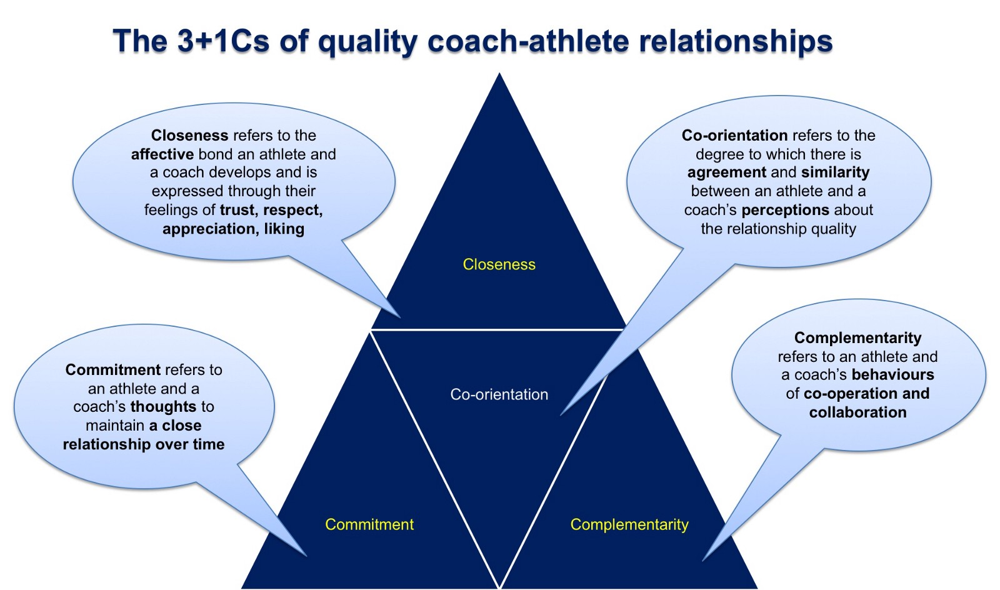 The 3+1Cs of quality coach-athlete relationships
Closeness refers to the
affective bond an athlete and
a coach develops and is
expressed through their
feelings of trust, respect,
appreciation, liking
Co-orientation refers to the
degree to which there is
agreement and similarity
between an athlete and a
coach’s perceptions about
the relationship quality
Closeness
Commitment refers to
an athlete and a
coach’s thoughts to
maintain a close
relationship over time
Co-orientation
Complementarity
refers to an athlete and
a coach’s behaviours
of co-operation and
collaboration
Commitment
Complementarity